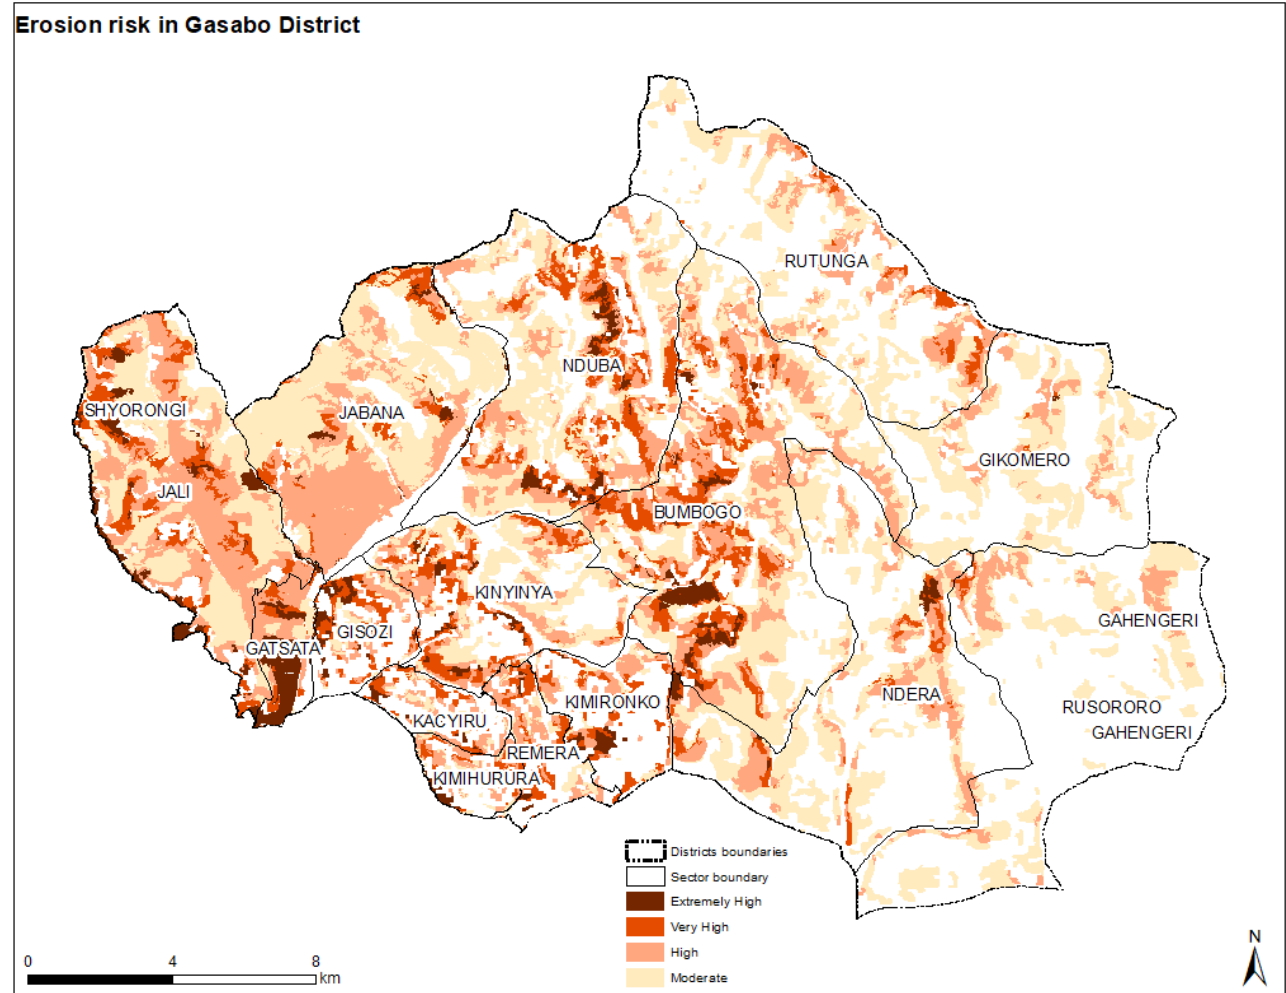 Erosion risk in Gasabo District
RUTUNGA
NDUBA
SHYORONGI
JABANA
GIKOMERO
JALI
BUMBOGO
KINYINYA
GAHENGERI
GISOZI
GATSATA
NDERA
KIMIRONKO
RUSORORO
KACYIRU
GAHENGERI
REMERA
KIMIHURURA
Districts boundaries
Sector boundary
Extremely High
Very High
High
Moderate
0 4 8
km
N